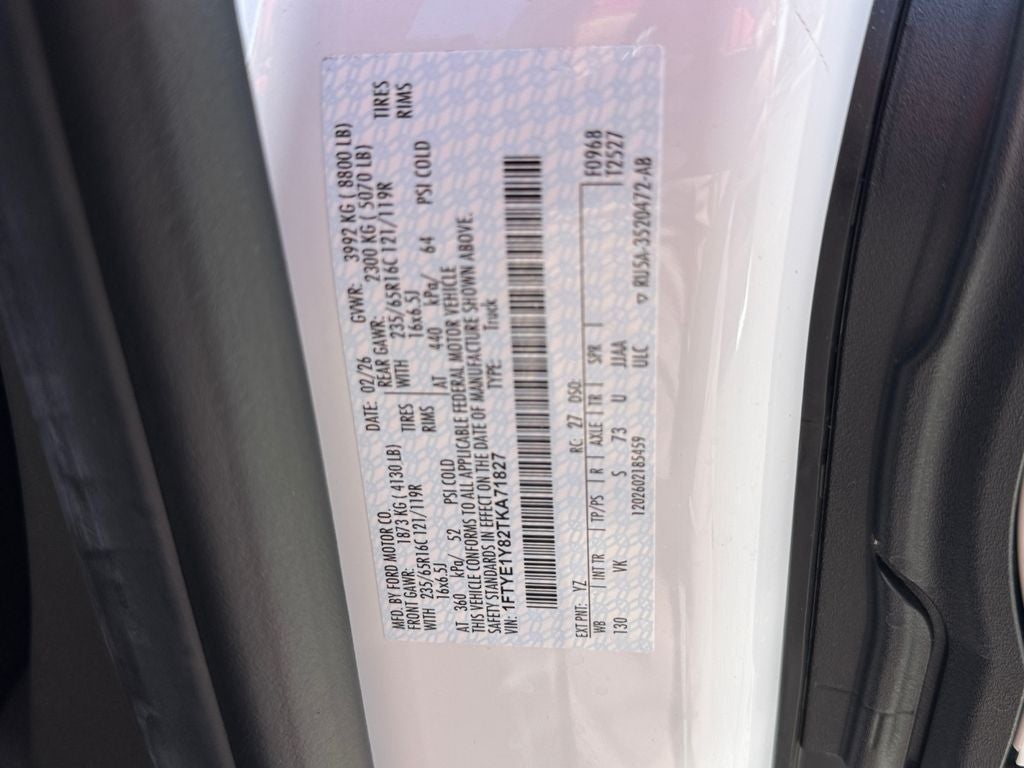 MFD. BY FORD MOTOR CO.
DATE: 02/26 GVWR: 3992 KG ( 8800 LB)
FRONT GAWR: 1873 KG ( 4130 LB)
REAR GAWR: 2300 KG ( 5070 LB)
WITH 235/65R16C 121/119R TIRES
WITH 235/65R16C 121/119R TIRES
16x6.5J RIMS
16x6.5J RIMS
AT 360 kPa/ 52 PSI COLD
AT 440 kPa/ 64 PSI COLD
THIS VEHICLE CONFORMS TO ALL APPLICABLE FEDERAL MOTOR VEHICLE
SAFETY STANDARDS IN EFFECT ON THE DATE OF MANUFACTURE SHOWN ABOVE.
VIN: 1FTYE1Y82TKA71827 TYPE: Truck
EXT PNT: YZ RC: 27 DSO: F0968
WB INT TR TP/PS R AXLE TR SPR T2527
130 VK S 73 U JJAA
1202602185459 ULC RU5A-3520472-AB